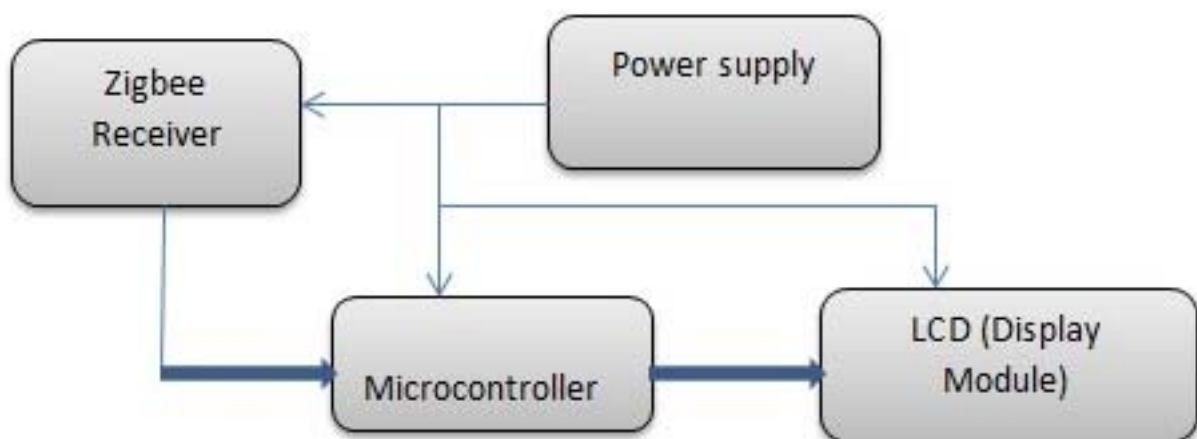 Zigbee
Receiver
Power supply
Microcontroller
LCD (Display
Module)